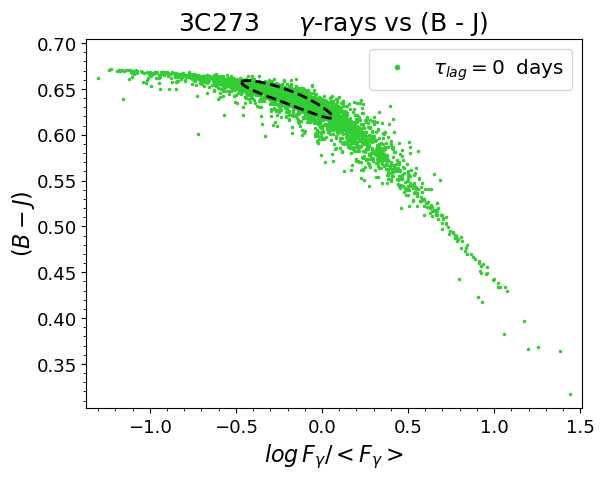 3C273 γ-rays vs (B - J)
τ_lag = 0 days
0.70
0.65
0.60
0.55
0.50
0.45
0.40
0.35
(B − J)
−1.0 −0.5 0.0 0.5 1.0 1.5
log F_γ / < F_γ >